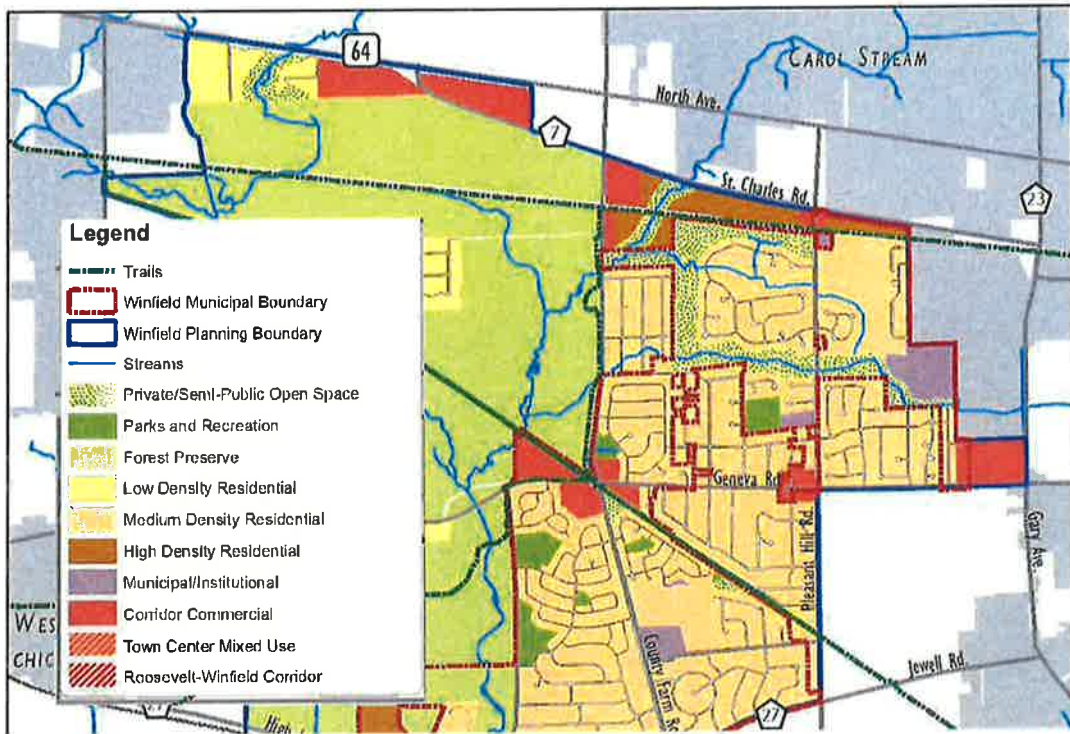 64
CAROL STREAM
North Ave.
7
St. Charles Rd.
23
Legend
Trails
Winfield Municipal Boundary
Winfield Planning Boundary
Streams
Private/Semi-Public Open Space
Parks and Recreation
Forest Preserve
Low Density Residential
Medium Density Residential
High Density Residential
Municipal/Institutional
Corridor Commercial
Town Center Mixed Use
Roosevelt-Winfield Corridor
Geneva Rd.
Pleasant Hill Rd.
Gary Ave.
County Farm R
Jewell Rd.
WES
CHIC
27
High